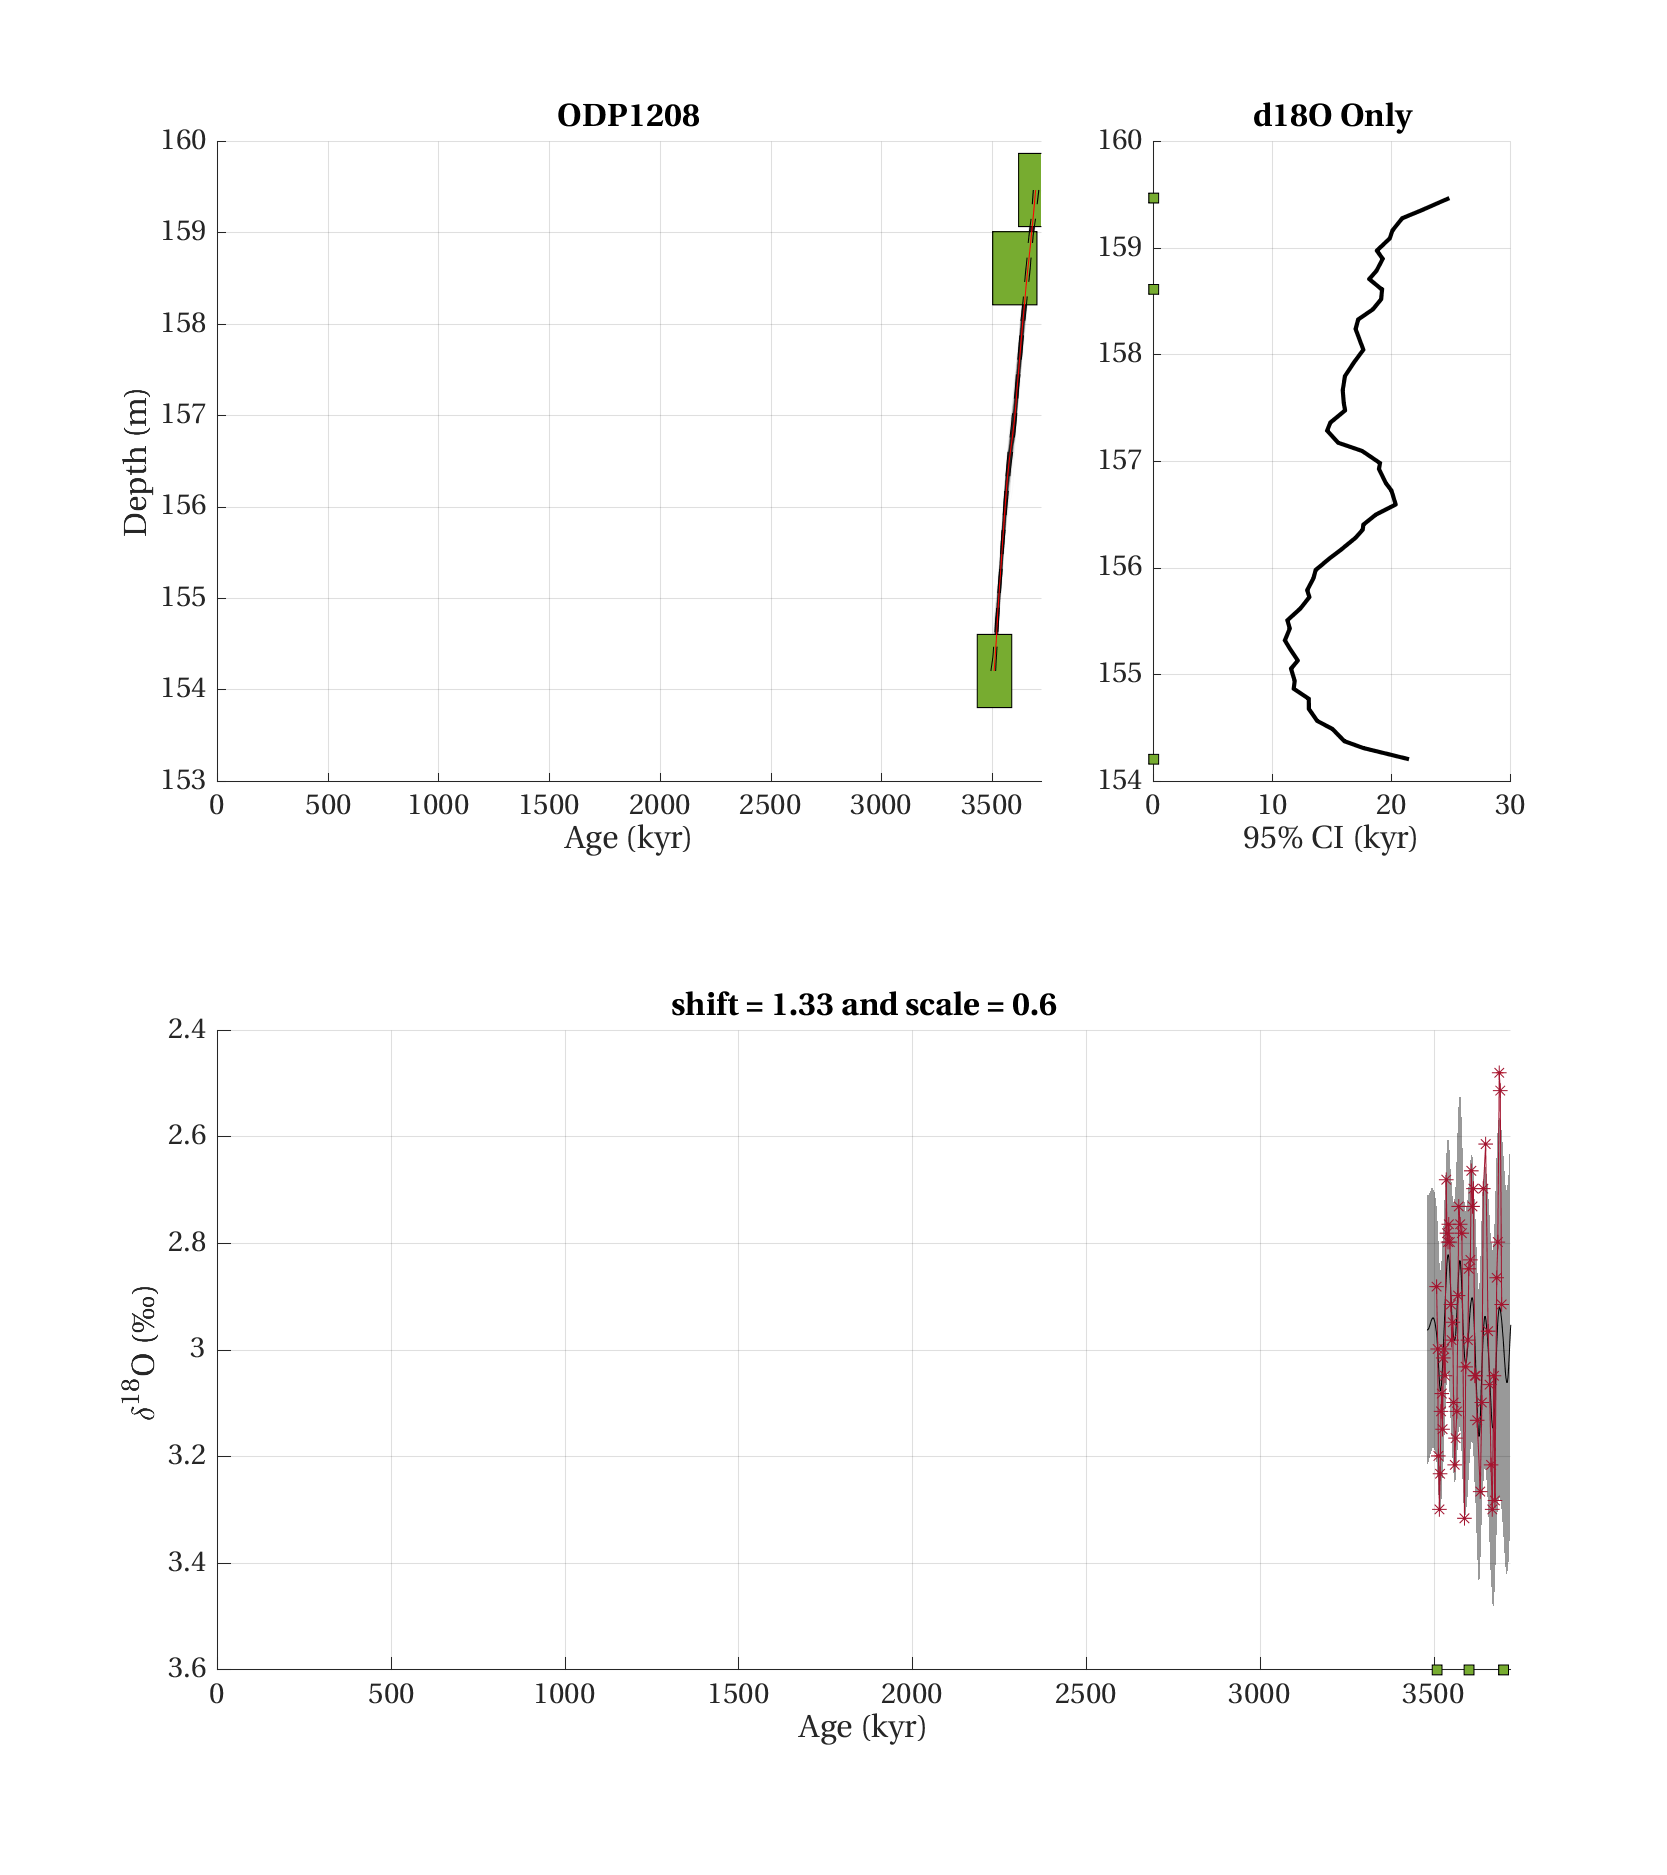 ODP1208
160
159
158
157
156
155
154
153
Depth (m)
0 500 1000 1500 2000 2500 3000 3500
Age (kyr)
d18O Only
160
159
158
157
156
155
154
0 10 20 30
95% CI (kyr)
shift = 1.33 and scale = 0.6
2.4
2.6
2.8
3
3.2
3.4
3.6
δ¹⁸O (‰)
0 500 1000 1500 2000 2500 3000 3500
Age (kyr)